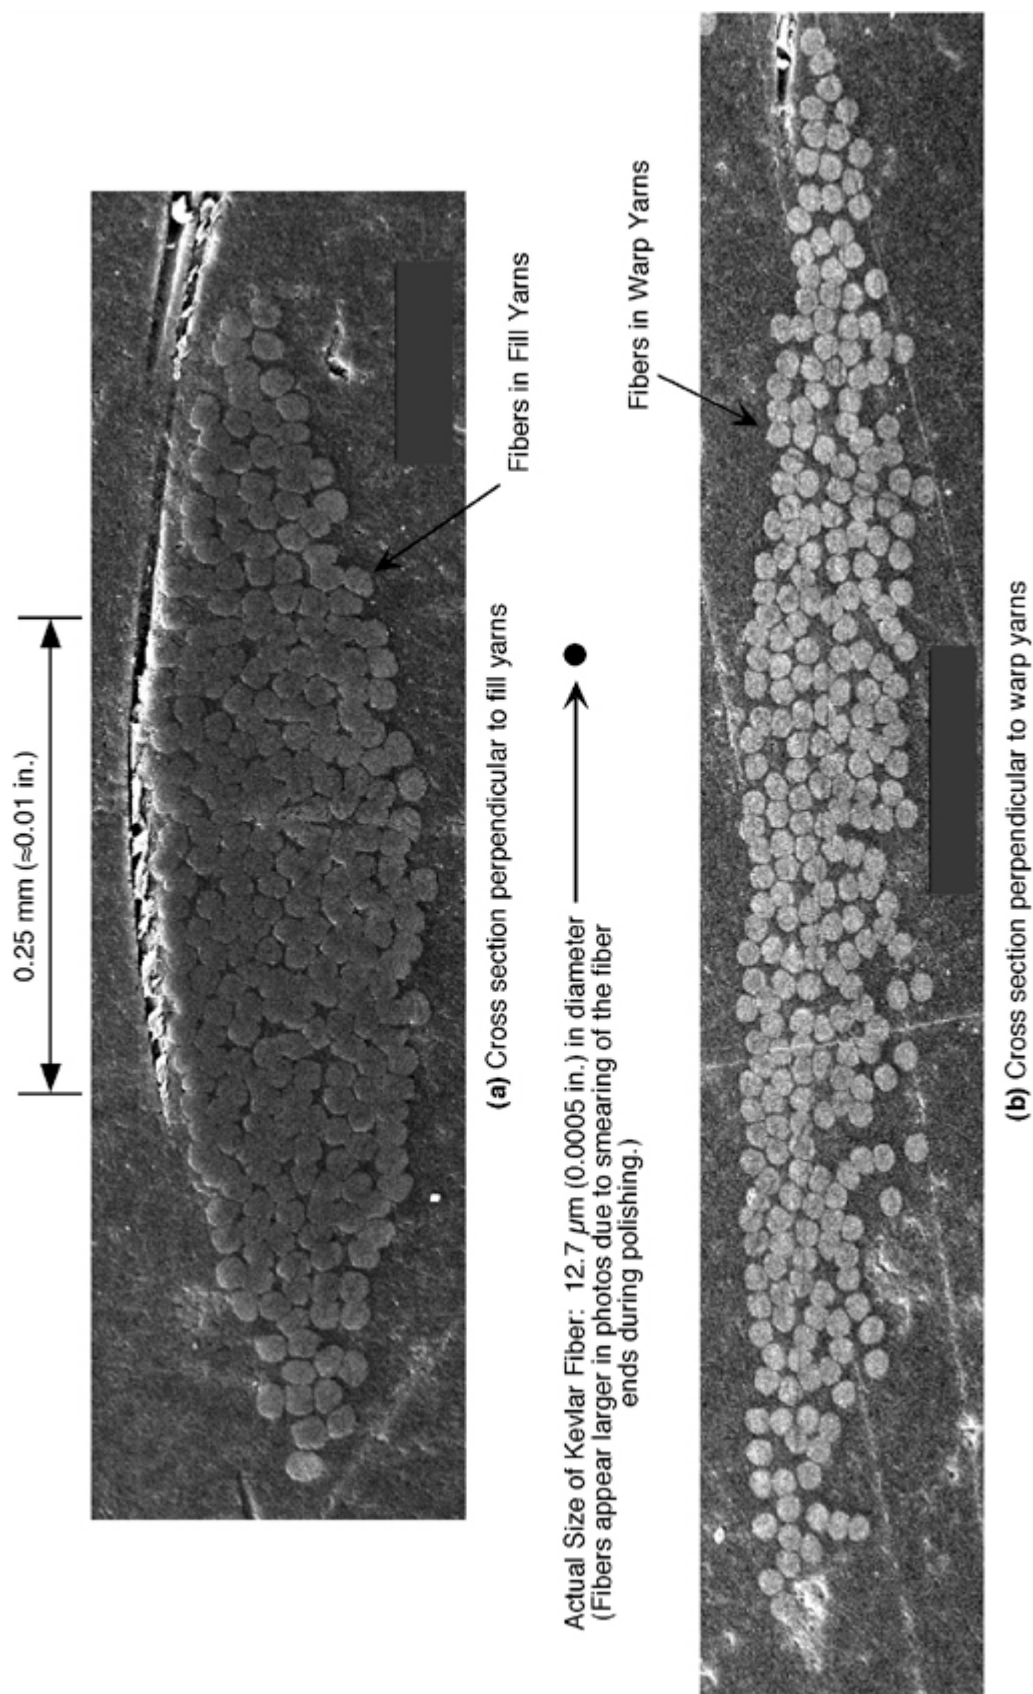 0.25 mm (≈0.01 in.)
Fibers in Fill Yarns
(a) Cross section perpendicular to fill yarns
Actual Size of Kevlar Fiber: 12.7 µm (0.0005 in.) in diameter
(Fibers appear larger in photos due to smearing of the fiber
ends during polishing.)
Fibers in Warp Yarns
(b) Cross section perpendicular to warp yarns